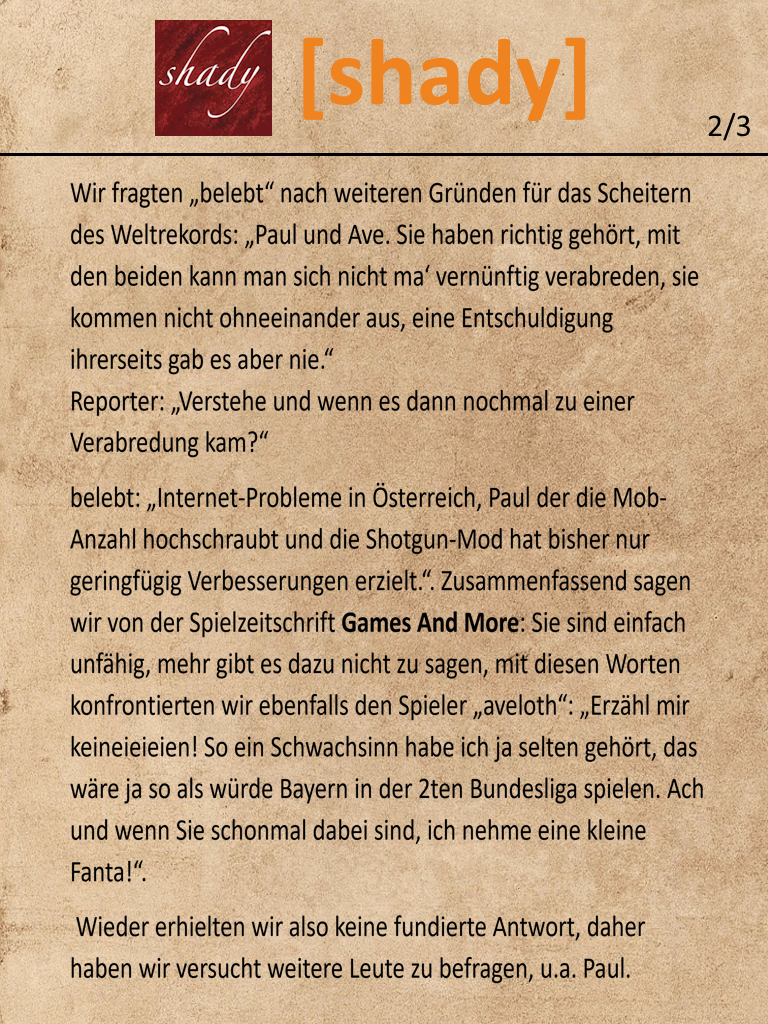 shady
[shady]
2/3
Wir fragten „belebt“ nach weiteren Gründen für das Scheitern
des Weltrekords: „Paul und Ave. Sie haben richtig gehört, mit
den beiden kann man sich nicht ma‘ vernünftig verabreden, sie
kommen nicht ohneeinander aus, eine Entschuldigung
ihrerseits gab es aber nie.“
Reporter: „Verstehe und wenn es dann nochmal zu einer
Verabredung kam?“
belebt: „Internet-Probleme in Österreich, Paul der die Mob-
Anzahl hochschraubt und die Shotgun-Mod hat bisher nur
geringfügig Verbesserungen erzielt.“. Zusammenfassend sagen
wir von der Spielzeitschrift Games And More: Sie sind einfach
unfähig, mehr gibt es dazu nicht zu sagen, mit diesen Worten
konfrontierten wir ebenfalls den Spieler „aveloth“: „Erzähl mir
keineieieien! So ein Schwachsinn habe ich ja selten gehört, das
wäre ja so als würde Bayern in der 2ten Bundesliga spielen. Ach
und wenn Sie schonmal dabei sind, ich nehme eine kleine
Fanta!“.
Wieder erhielten wir also keine fundierte Antwort, daher
haben wir versucht weitere Leute zu befragen, u.a. Paul.